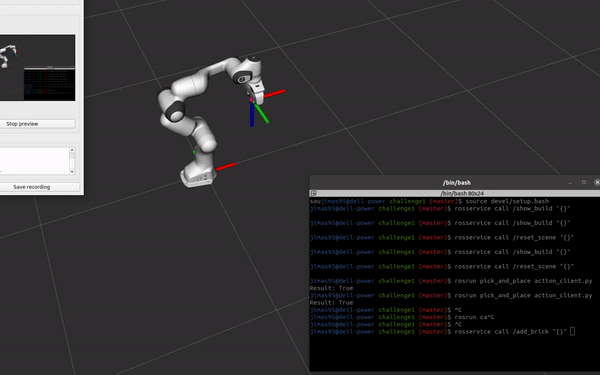 Stop preview
Save recording
/bin/bash
/bin/bash 80x24
soujimas95@dell-power challenge1 (master)$ source devel/setup.bash
jimas95@dell-power challenge1 (master)$ rosservice call /show_build "{}"
jimas95@dell-power challenge1 (master)$ rosservice call /show_build "{}"
jimas95@dell-power challenge1 (master)$ rosservice call /reset_scene "{}"
jimas95@dell-power challenge1 (master)$ rosservice call /show_build "{}"
jimas95@dell-power challenge1 (master)$ rosservice call /reset_scene "{}"
jimas95@dell-power challenge1 (master)$ rosrun pick_and_place action_client.py
Result: True
jimas95@dell-power challenge1 (master)$ rosrun pick_and_place action_client.py
Result: True
jimas95@dell-power challenge1 (master)$ ^C
jimas95@dell-power challenge1 (master)$ rosrun ca^C
jimas95@dell-power challenge1 (master)$ ^C
jimas95@dell-power challenge1 (master)$ rosservice call /add_brick "{}"